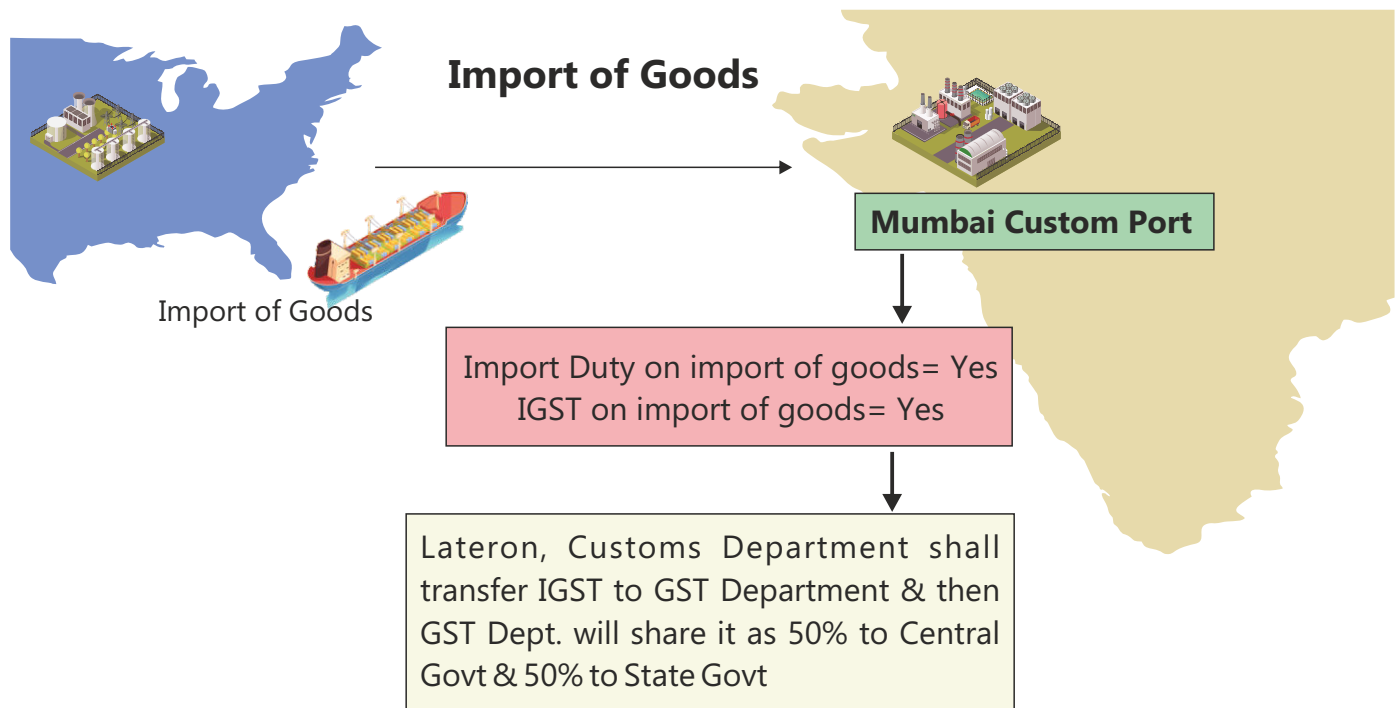 Import of Goods
Mumbai Custom Port
Import of Goods
Import Duty on import of goods= Yes
IGST on import of goods= Yes
Lateron, Customs Department shall
transfer IGST to GST Department & then
GST Dept. will share it as 50% to Central
Govt & 50% to State Govt